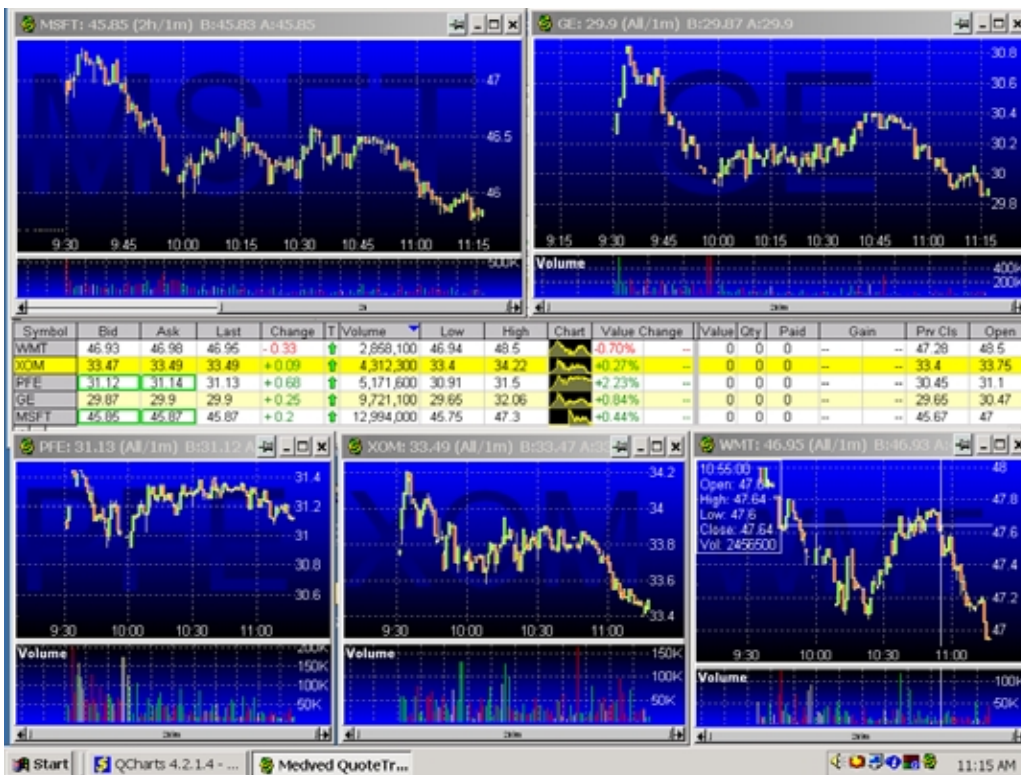 MSFT: 45.85 (2h/1m) B:45.83 A:45.85
GE: 29.9 (All/1m) B:29.87 A:29.9
MSFT
47
46.5
46
9:30 9:45 10:00 10:15 10:30 10:45 11:00 11:15
500K
GE
30.8
30.6
30.4
30.2
30
29.8
9:15 9:30 9:45 10:00 10:15 10:30 10:45 11:00 11:15
Volume
400K
200K
Symbol Bid Ask Last Change T Volume Low High Chart Value Change Value Qty Paid Gain Prv Cls Open
WMT 46.93 46.98 46.95 - 0.33 2,858,100 46.94 48.5 -0.70% -- 0 0 0 -- -- 47.28 48.5
XOM 33.47 33.49 33.49 + 0.09 4,312,300 33.4 34.22 +0.27% -- 0 0 0 -- -- 33.4 33.75
PFE 31.12 31.14 31.13 + 0.68 5,171,600 30.91 31.5 +2.23% -- 0 0 0 -- -- 30.45 31.1
GE 29.87 29.9 29.9 + 0.25 9,721,100 29.65 32.06 +0.84% -- 0 0 0 -- -- 29.65 30.47
MSFT 45.85 45.87 45.87 + 0.2 12,994,000 45.75 47.3 +0.44% -- 0 0 0 -- -- 45.67 47
PFE: 31.13 (All/1m) B:31.12 A
XOM: 33.49 (All/1m) B:33.47 A:3
WMT: 46.95 (All/1m) B:46.93 A:
PFE
31.4
31.2
31
30.8
30.6
9:30 10:00 10:30 11:00
Volume
200K
150K
100K
50K
XOM
34.2
34
33.8
33.6
33.4
9:30 10:00 10:30 11:00
Volume
150K
100K
50K
WMT
10:55:00
Open: 47.6
High: 47.64
Low: 47.6
Close: 47.64
Vol: 2456500
48
47.8
47.6
47.4
47.2
47
9:30 10:00 10:30 11:00
Volume
100K
50K
Start
QCharts 4.2.1.4 - ...
Medved QuoteTr...
11:15 AM